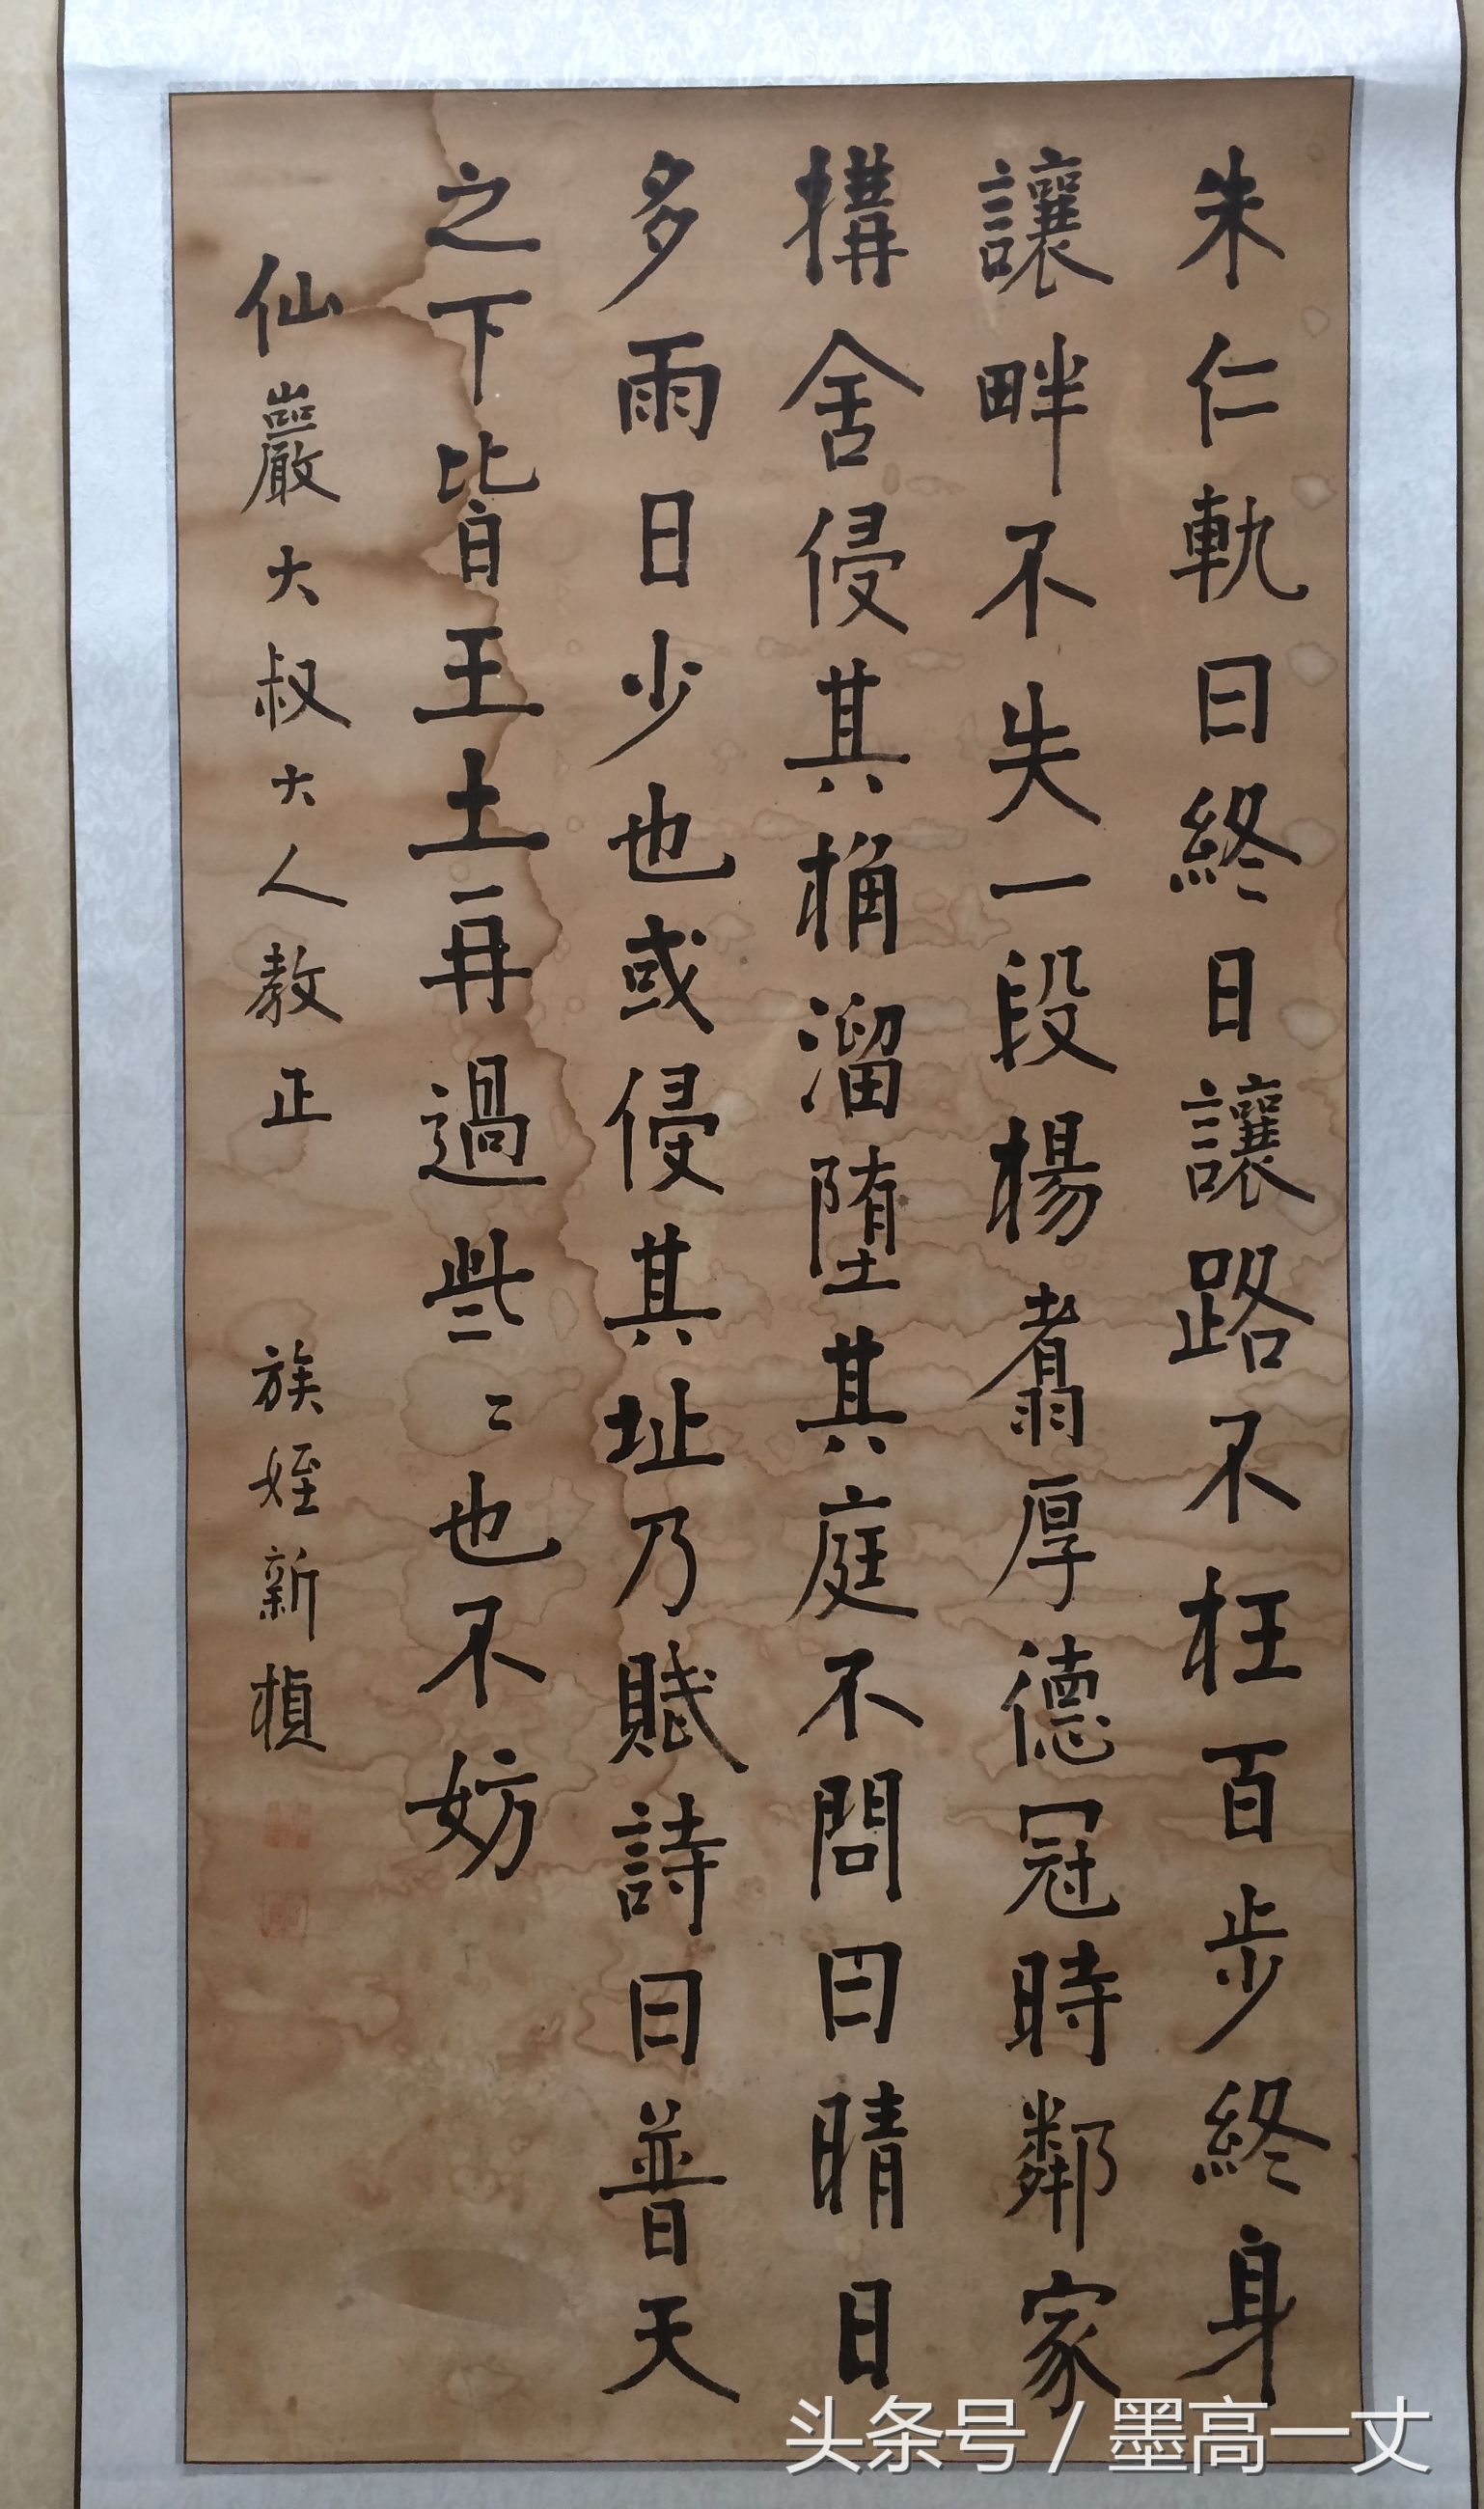 朱仁軌曰終日讓路不枉百步終身
讓畔不失一段楊翥厚德冠時鄰家
搆舍侵其桷溜墮其庭不問曰晴日
多雨日少也或侵其址乃賦詩曰普天
之下皆王土再過些〻也不妨
仙巖大叔大人教正
族姪新楨
头条号 / 墨高一丈